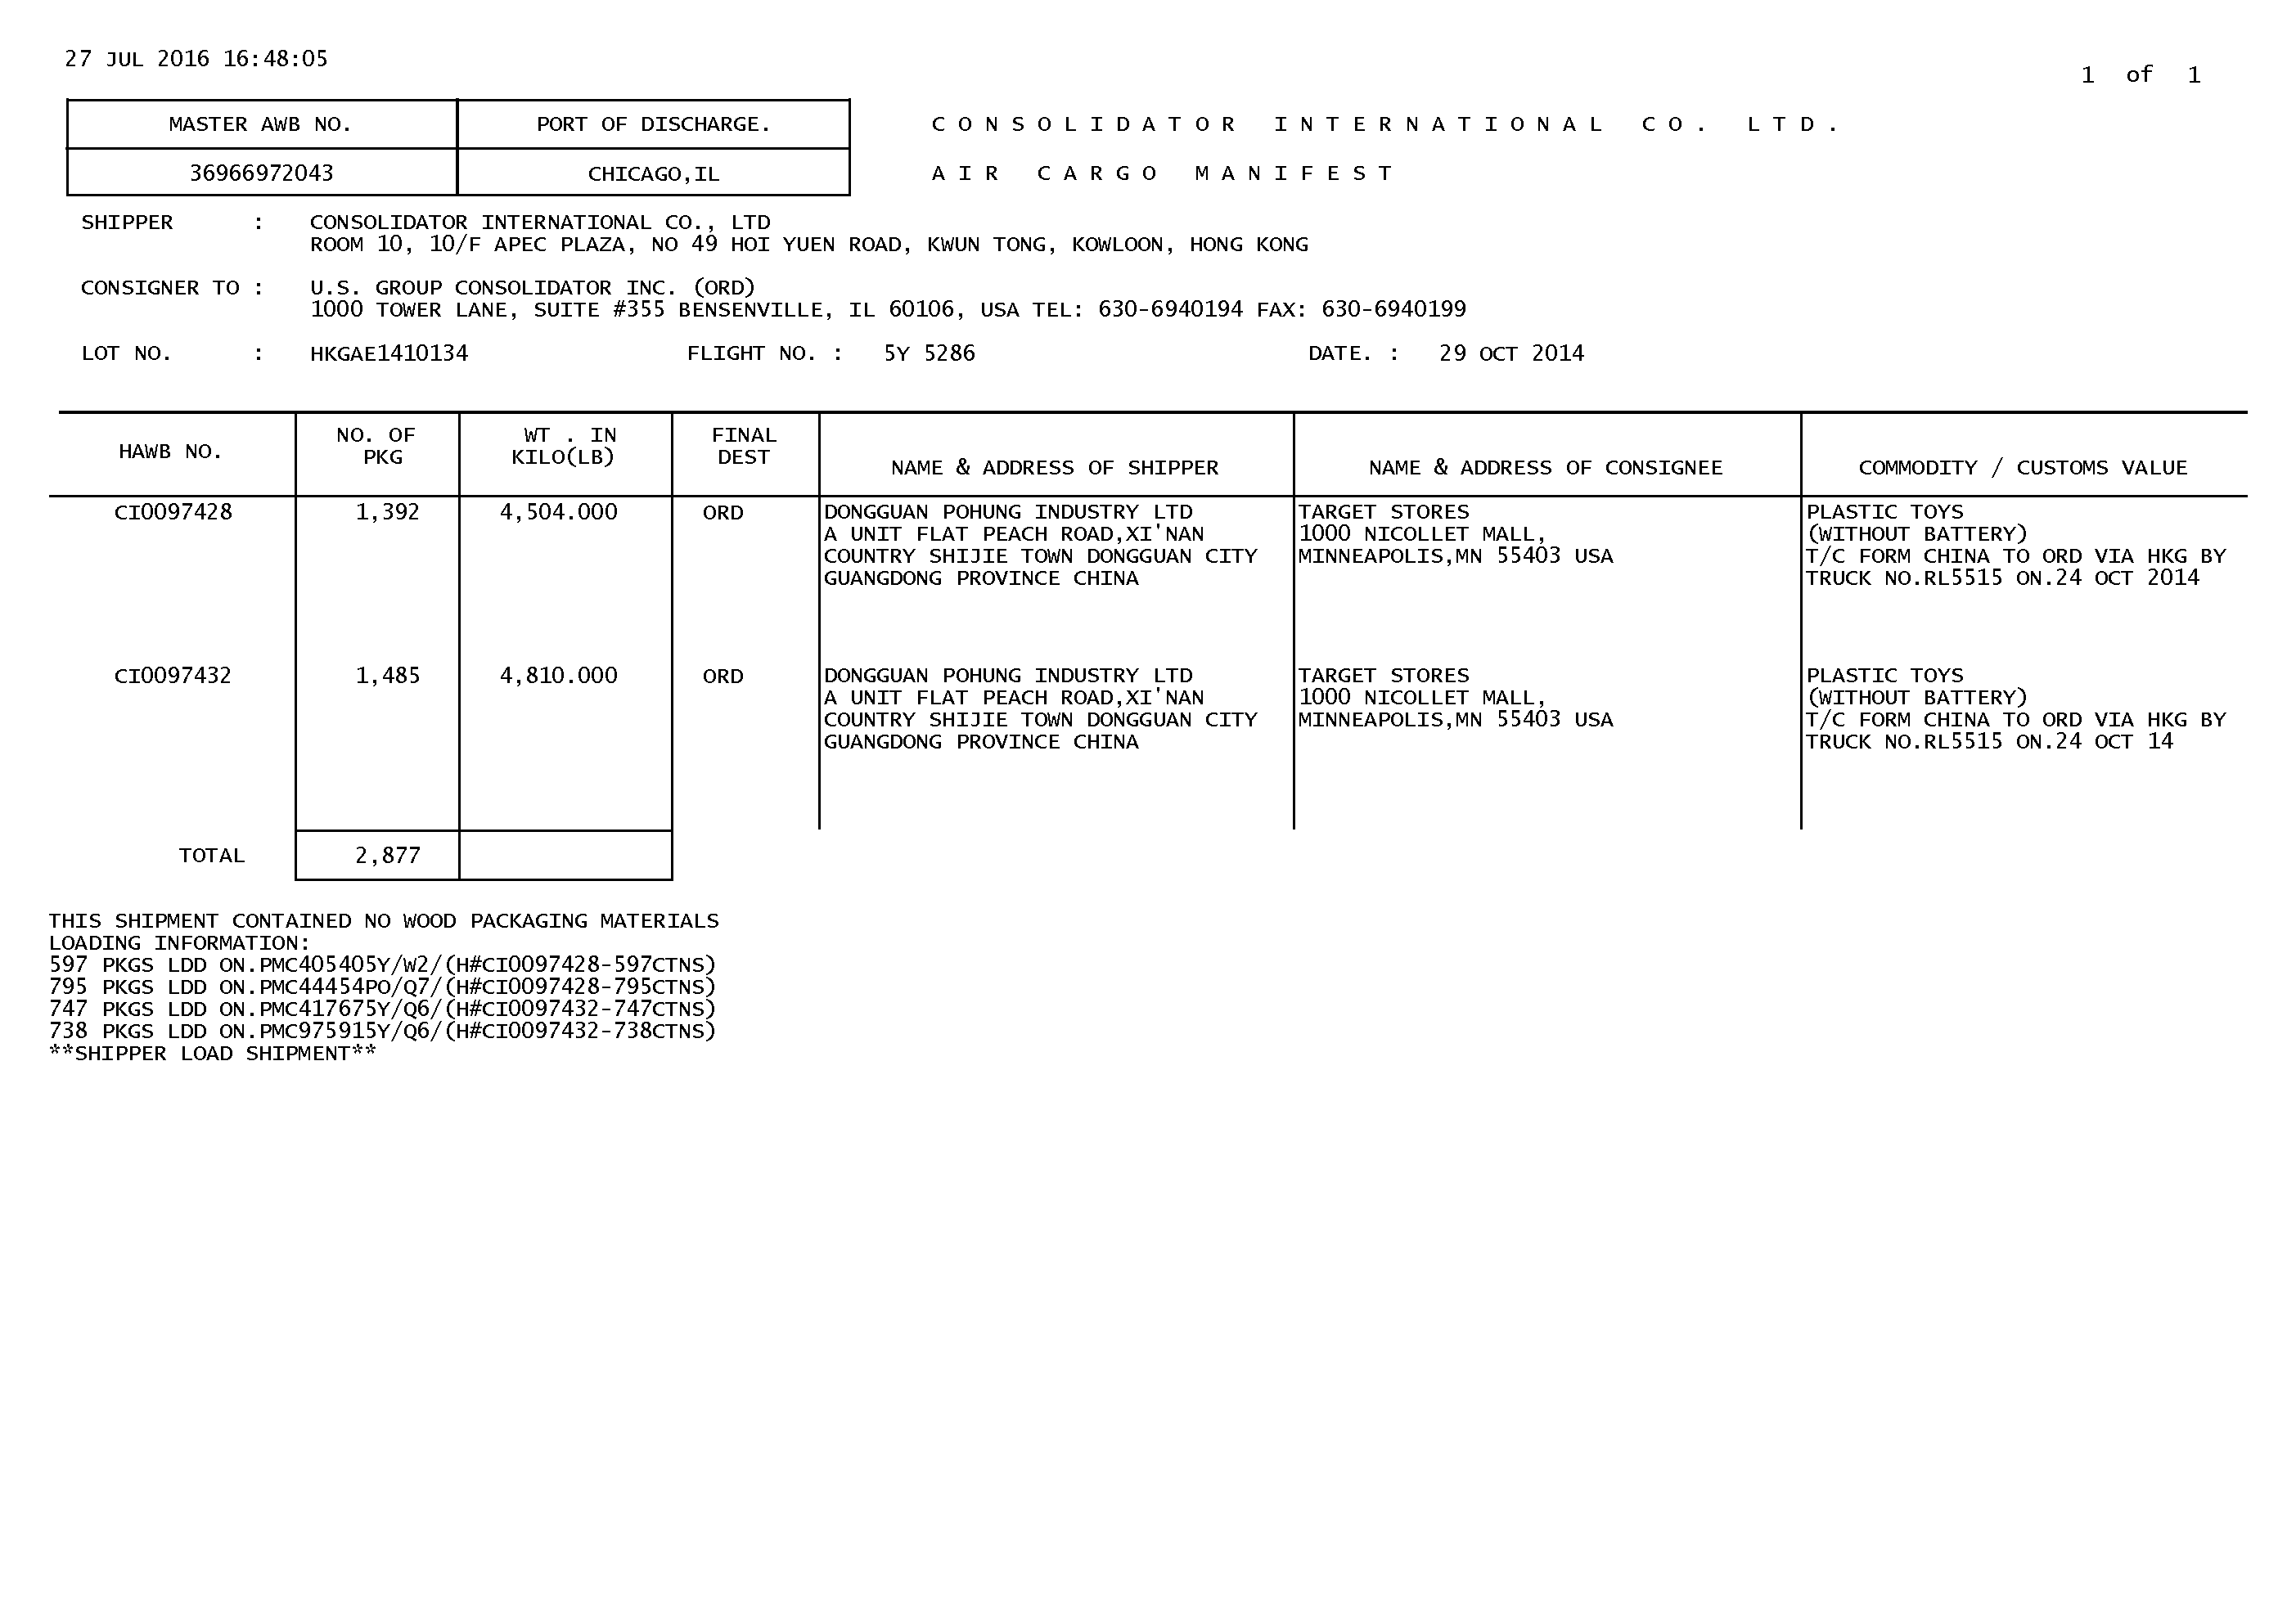 27 JUL 2016 16:48:05
1 of 1
MASTER AWB NO. PORT OF DISCHARGE.
36966972043 CHICAGO,IL
CONSOLIDATOR INTERNATIONAL CO. LTD.
AIR CARGO MANIFEST
SHIPPER : CONSOLIDATOR INTERNATIONAL CO., LTD
ROOM 10, 10/F APEC PLAZA, NO 49 HOI YUEN ROAD, KWUN TONG, KOWLOON, HONG KONG
CONSIGNER TO : U.S. GROUP CONSOLIDATOR INC. (ORD)
1000 TOWER LANE, SUITE #355 BENSENVILLE, IL 60106, USA TEL: 630-6940194 FAX: 630-6940199
LOT NO. : HKGAE1410134 FLIGHT NO. : 5Y 5286 DATE. : 29 OCT 2014
HAWB NO.
NO. OF
PKG
WT . IN
KILO(LB)
FINAL
DEST
NAME & ADDRESS OF SHIPPER
NAME & ADDRESS OF CONSIGNEE
COMMODITY / CUSTOMS VALUE
CI0097428 1,392 4,504.000 ORD DONGGUAN POHUNG INDUSTRY LTD TARGET STORES PLASTIC TOYS
A UNIT FLAT PEACH ROAD,XI'NAN 1000 NICOLLET MALL, (WITHOUT BATTERY)
COUNTRY SHIJIE TOWN DONGGUAN CITY MINNEAPOLIS,MN 55403 USA T/C FORM CHINA TO ORD VIA HKG BY
GUANGDONG PROVINCE CHINA TRUCK NO.RL5515 ON.24 OCT 2014
CI0097432 1,485 4,810.000 ORD DONGGUAN POHUNG INDUSTRY LTD TARGET STORES PLASTIC TOYS
A UNIT FLAT PEACH ROAD,XI'NAN 1000 NICOLLET MALL, (WITHOUT BATTERY)
COUNTRY SHIJIE TOWN DONGGUAN CITY MINNEAPOLIS,MN 55403 USA T/C FORM CHINA TO ORD VIA HKG BY
GUANGDONG PROVINCE CHINA TRUCK NO.RL5515 ON.24 OCT 14
TOTAL 2,877
THIS SHIPMENT CONTAINED NO WOOD PACKAGING MATERIALS
LOADING INFORMATION:
597 PKGS LDD ON.PMC405405Y/W2/(H#CI0097428-597CTNS)
795 PKGS LDD ON.PMC44454PO/Q7/(H#CI0097428-795CTNS)
747 PKGS LDD ON.PMC417675Y/Q6/(H#CI0097432-747CTNS)
738 PKGS LDD ON.PMC975915Y/Q6/(H#CI0097432-738CTNS)
**SHIPPER LOAD SHIPMENT**